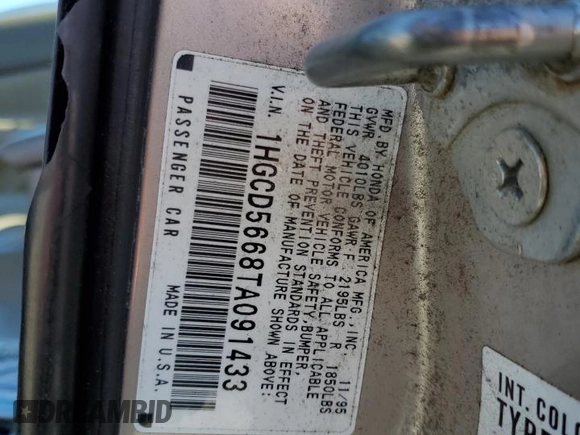 MFD. BY HONDA OF AMERICA MFG., INC. 11/95
GVWR 4010LBS GAWR F 2195LBS R 1850LBS
THIS VEHICLE CONFORMS TO ALL APPLICABLE
FEDERAL MOTOR VEHICLE SAFETY, BUMPER,
AND THEFT PREVENTION STANDARDS IN EFFECT
ON THE DATE OF MANUFACTURE SHOWN ABOVE.
V.I.N. 1HGCD5668TA091433
PASSENGER CAR MADE IN U.S.A.
INT. COLO
TYPE
DREAMBID